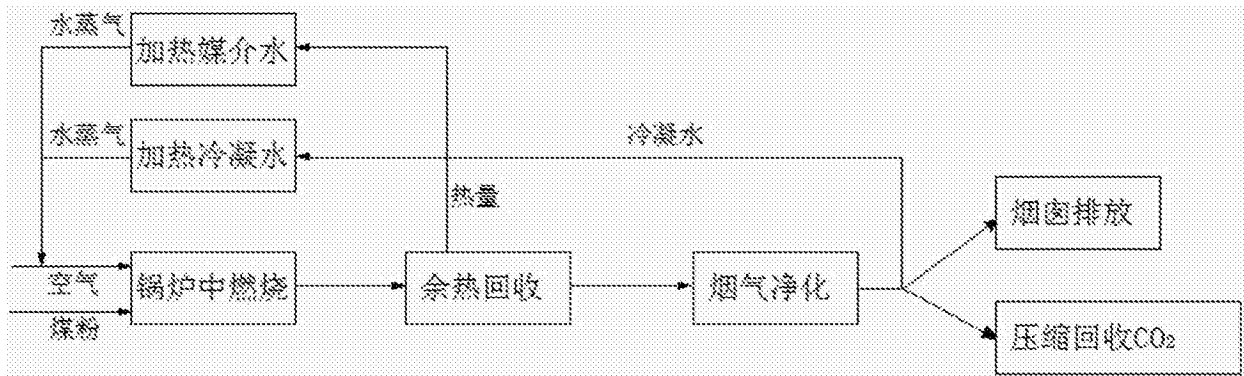 水蒸气
加热媒介水
水蒸气
加热冷凝水
冷凝水
热量
烟囱排放
空气
锅炉中燃烧
余热回收
烟气净化
煤粉
压缩回收CO₂